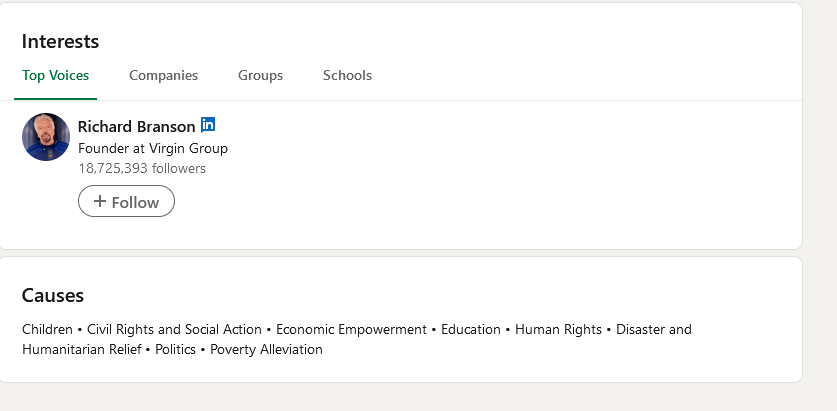 Interests
Top Voices Companies Groups Schools
Richard Branson in
Founder at Virgin Group
18,725,393 followers
+ Follow
Causes
Children • Civil Rights and Social Action • Economic Empowerment • Education • Human Rights • Disaster and
Humanitarian Relief • Politics • Poverty Alleviation